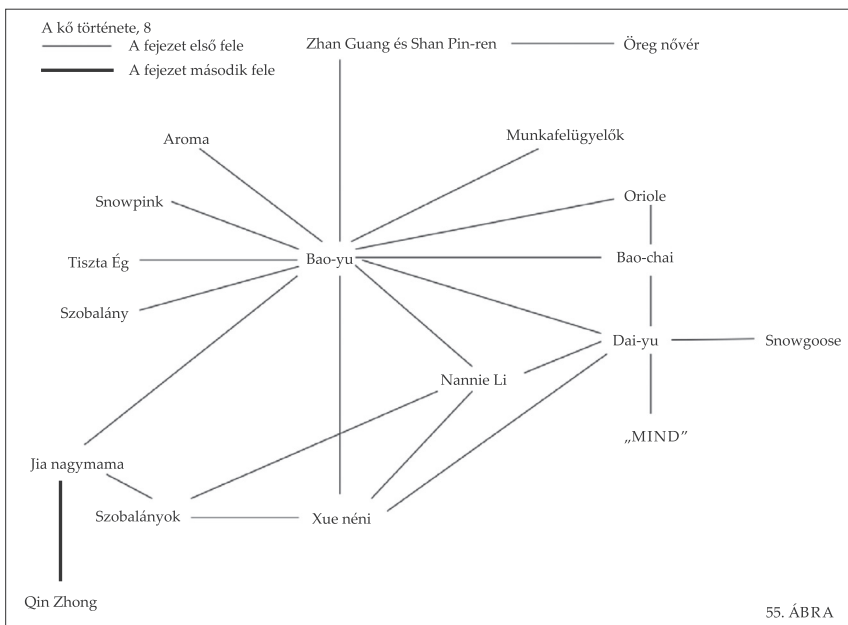 A kő története, 8
A fejezet első fele
A fejezet második fele
Zhan Guang és Shan Pin-ren
Öreg nővér
Aroma
Munkafelügyelők
Snowpink
Oriole
Tiszta Ég
Bao-yu
Bao-chai
Szobalány
Dai-yu
Snowgoose
Nannie Li
„MIND”
Jia nagymama
Szobalányok
Xue néni
Qin Zhong
55. ÁBRA